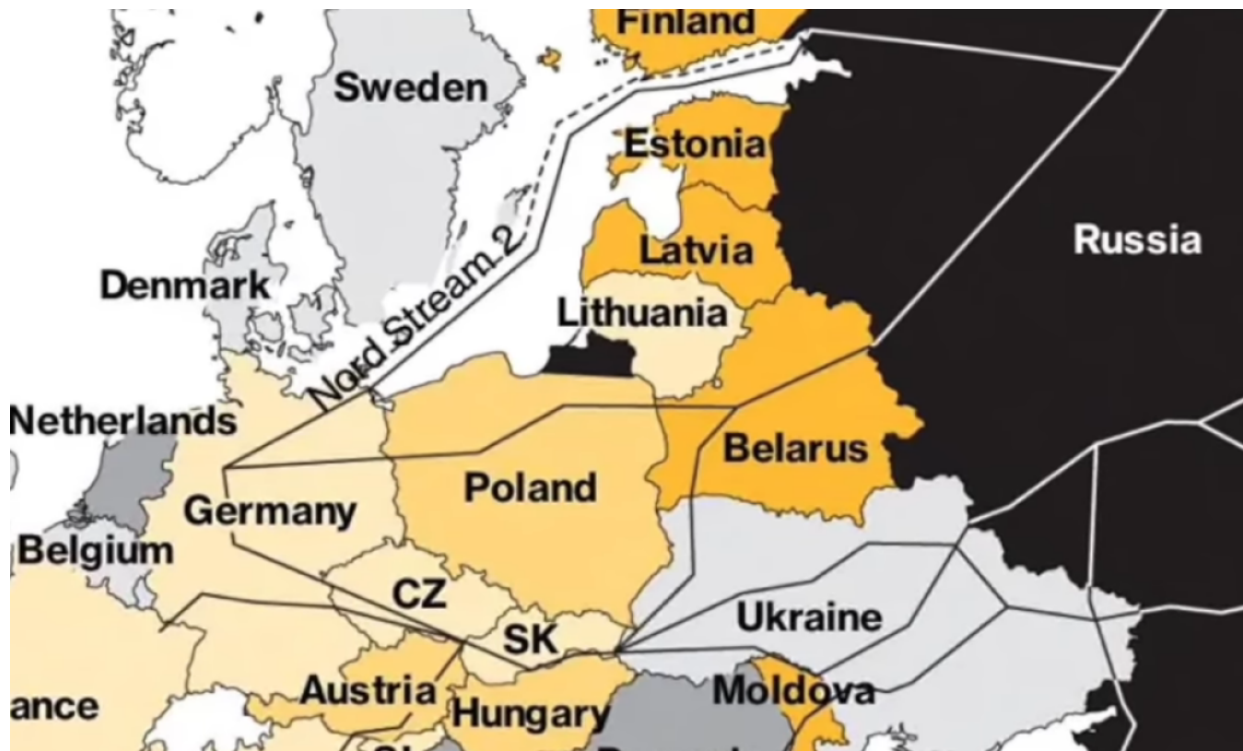 Finland
Sweden
Estonia
Russia
Latvia
Denmark
Lithuania
Nord Stream 2
Netherlands
Belarus
Poland
Germany
Belgium
CZ
Ukraine
SK
Austria
Moldova
ance
Hungary